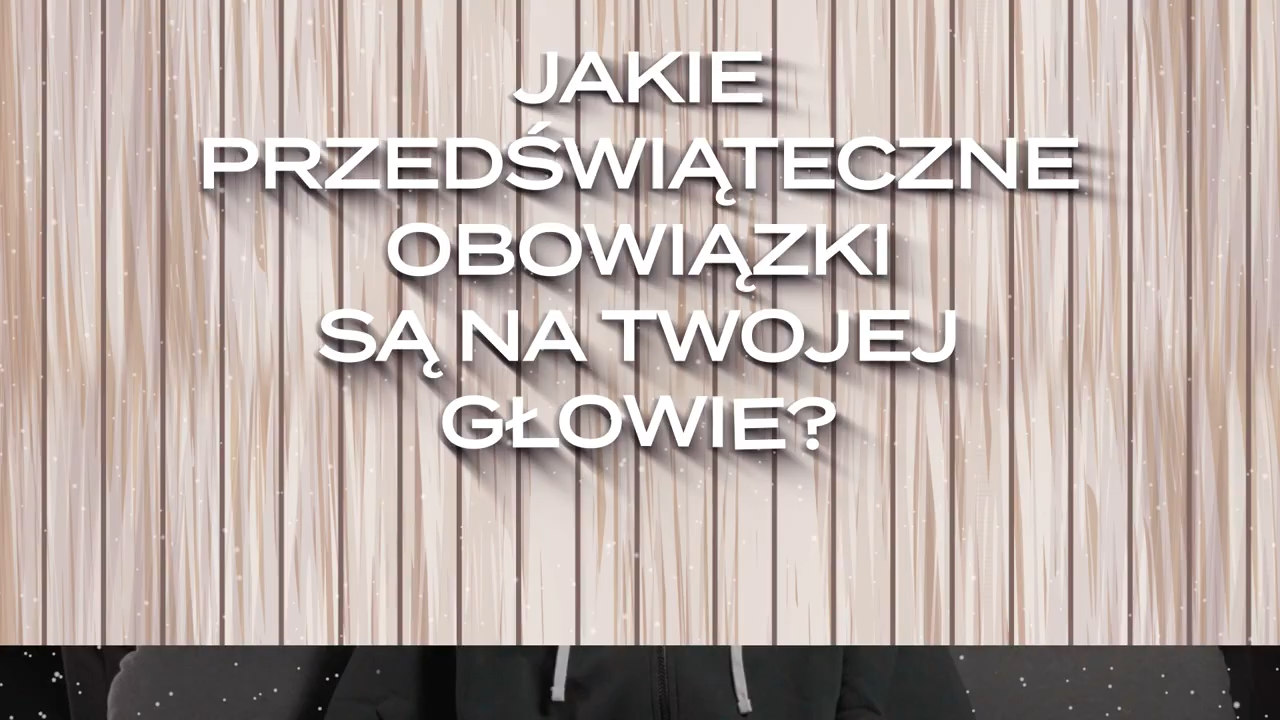 JAKIE
PRZEDŚWIĄTECZNE
OBOWIĄZKI
SĄ NA TWOJEJ
GŁOWIE?